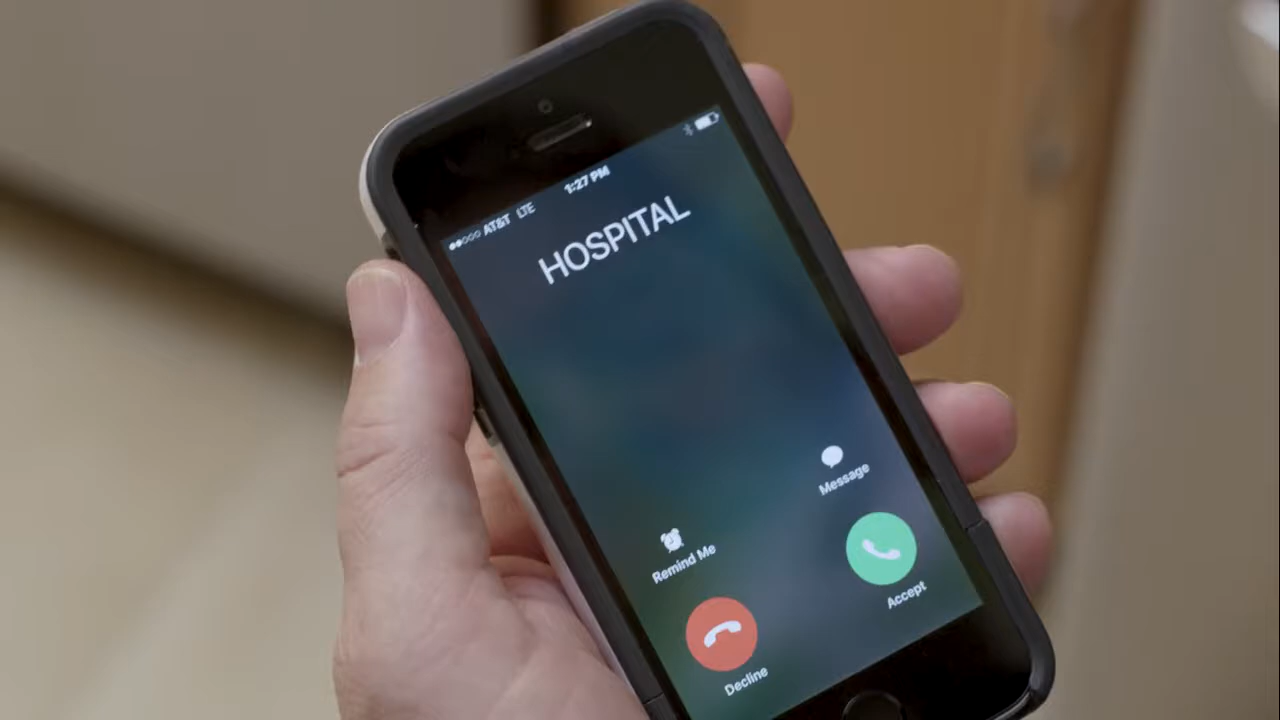 1:27 PM
AT&T LTE
HOSPITAL
Message
Remind Me
Accept
Decline